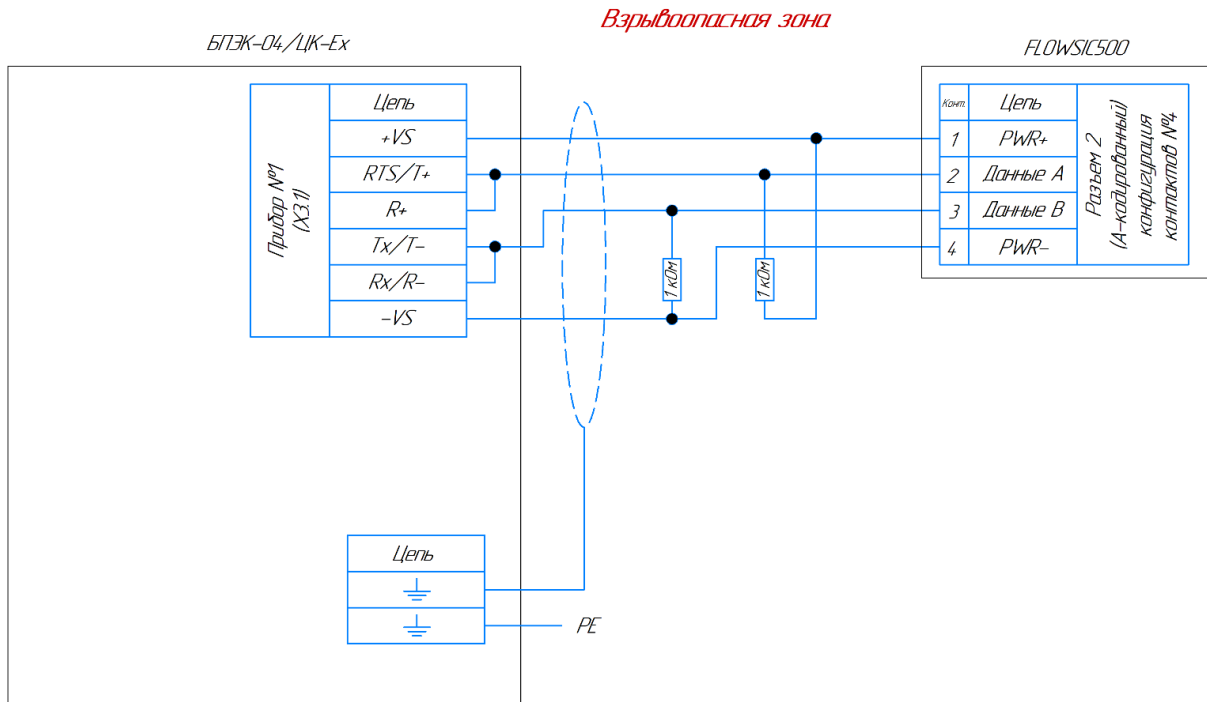 Взрывоопасная зона
БПЭК-04/ЦК-Ex
FLOWSIC500
Прибор №1
(X3.1)
Цепь
+VS
RTS/T+
R+
Tx/T-
Rx/R-
-VS
1 кОм
1 кОм
Конт.
Цепь
1
PWR+
2
Данные А
3
Данные В
4
PWR-
Разъем 2
(А-кодированный)
конфигурация
контактов №4
Цепь
PE